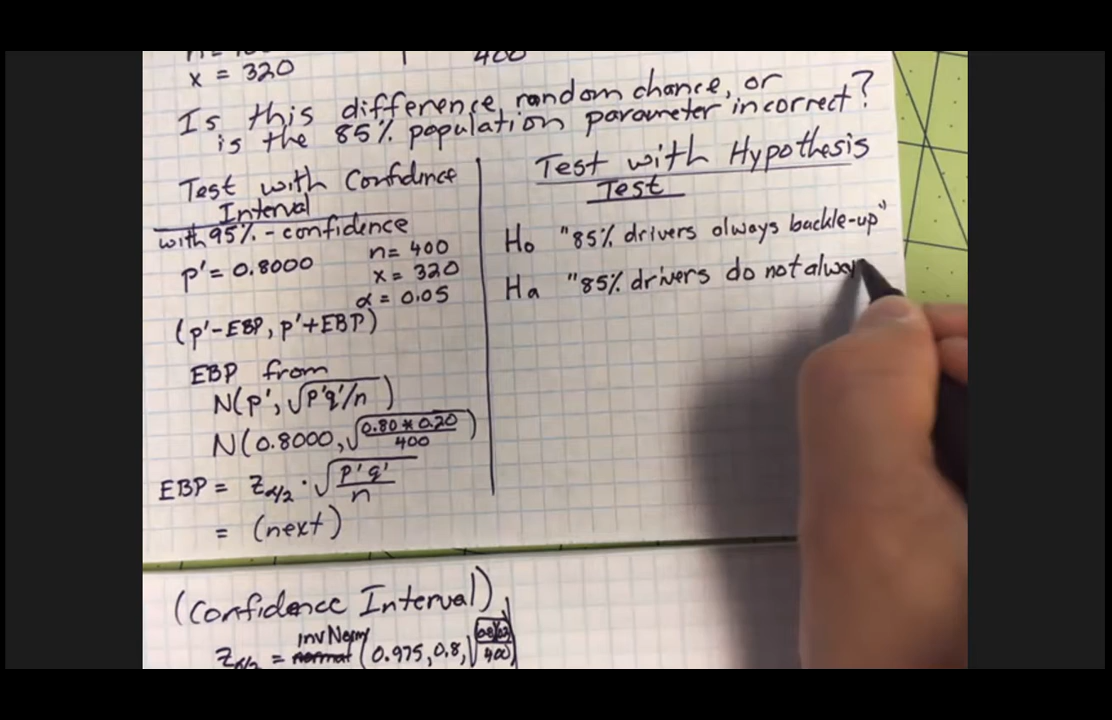 x = 320
400
Is this difference random chance, or
is the 85% population parameter incorrect?
Test with Confidence
Interval
with 95% - confidence
p' = 0.8000
n = 400
x = 320
α = 0.05
(p'-EBP, p'+EBP)
EBP from
N(p', √p'q'/n)
N(0.8000, √0.80*0.20/400)
EBP = Zα/2 · √p'q'/n
= (next)
Test with Hypothesis
Test
Ho "85% drivers always buckle-up"
Ha "85% drivers do not alway
(Confidence Interval)
invNorm
Zα/2 = (0.975, 0.8, √ 400)